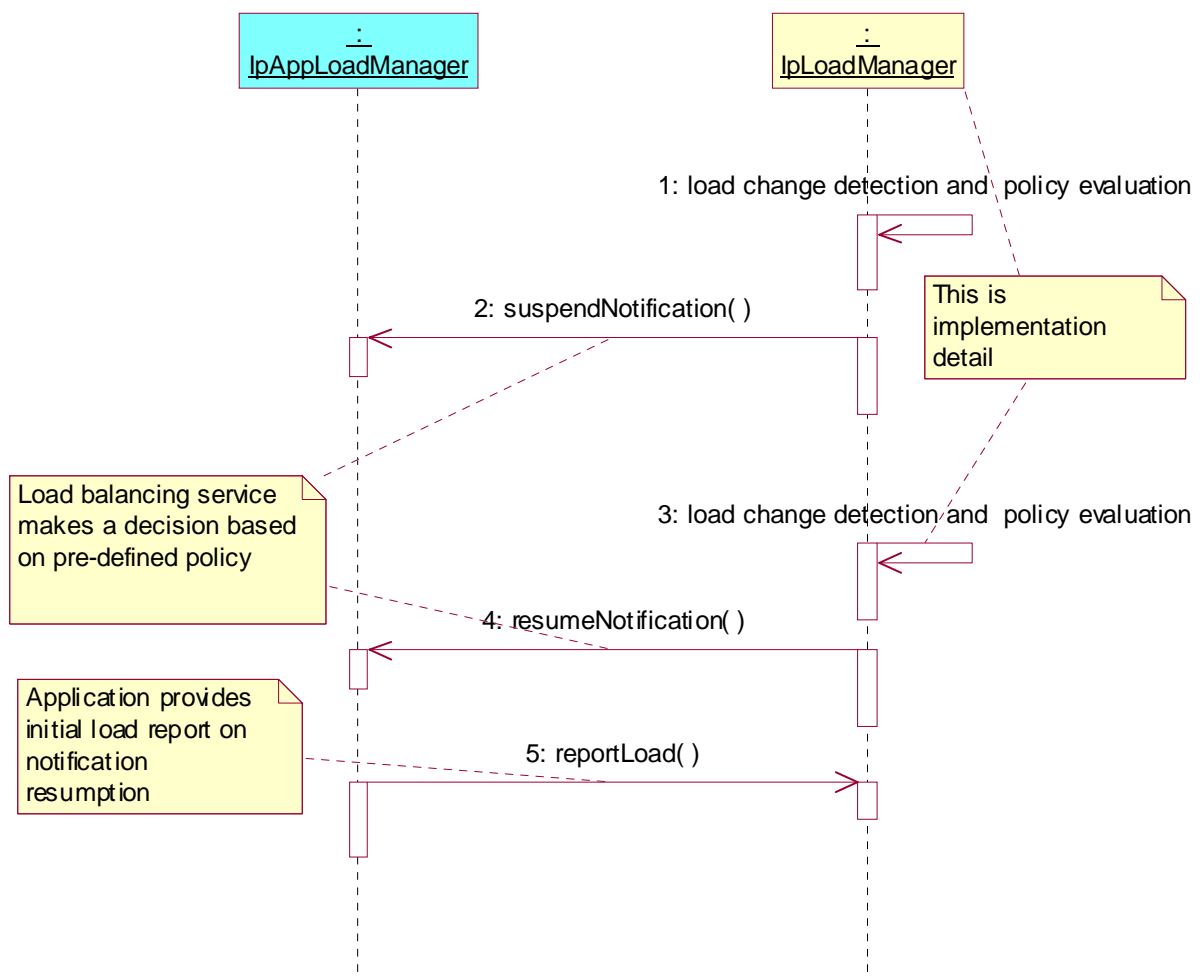 :
IpAppLoadManager
:
IpLoadManager
1: load change detection and policy evaluation
This is
implementation
detail
2: suspendNotification( )
Load balancing service
makes a decision based
on pre-defined policy
3: load change detection and policy evaluation
4: resumeNotification( )
Application provides
initial load report on
notification
resumption
5: reportLoad( )